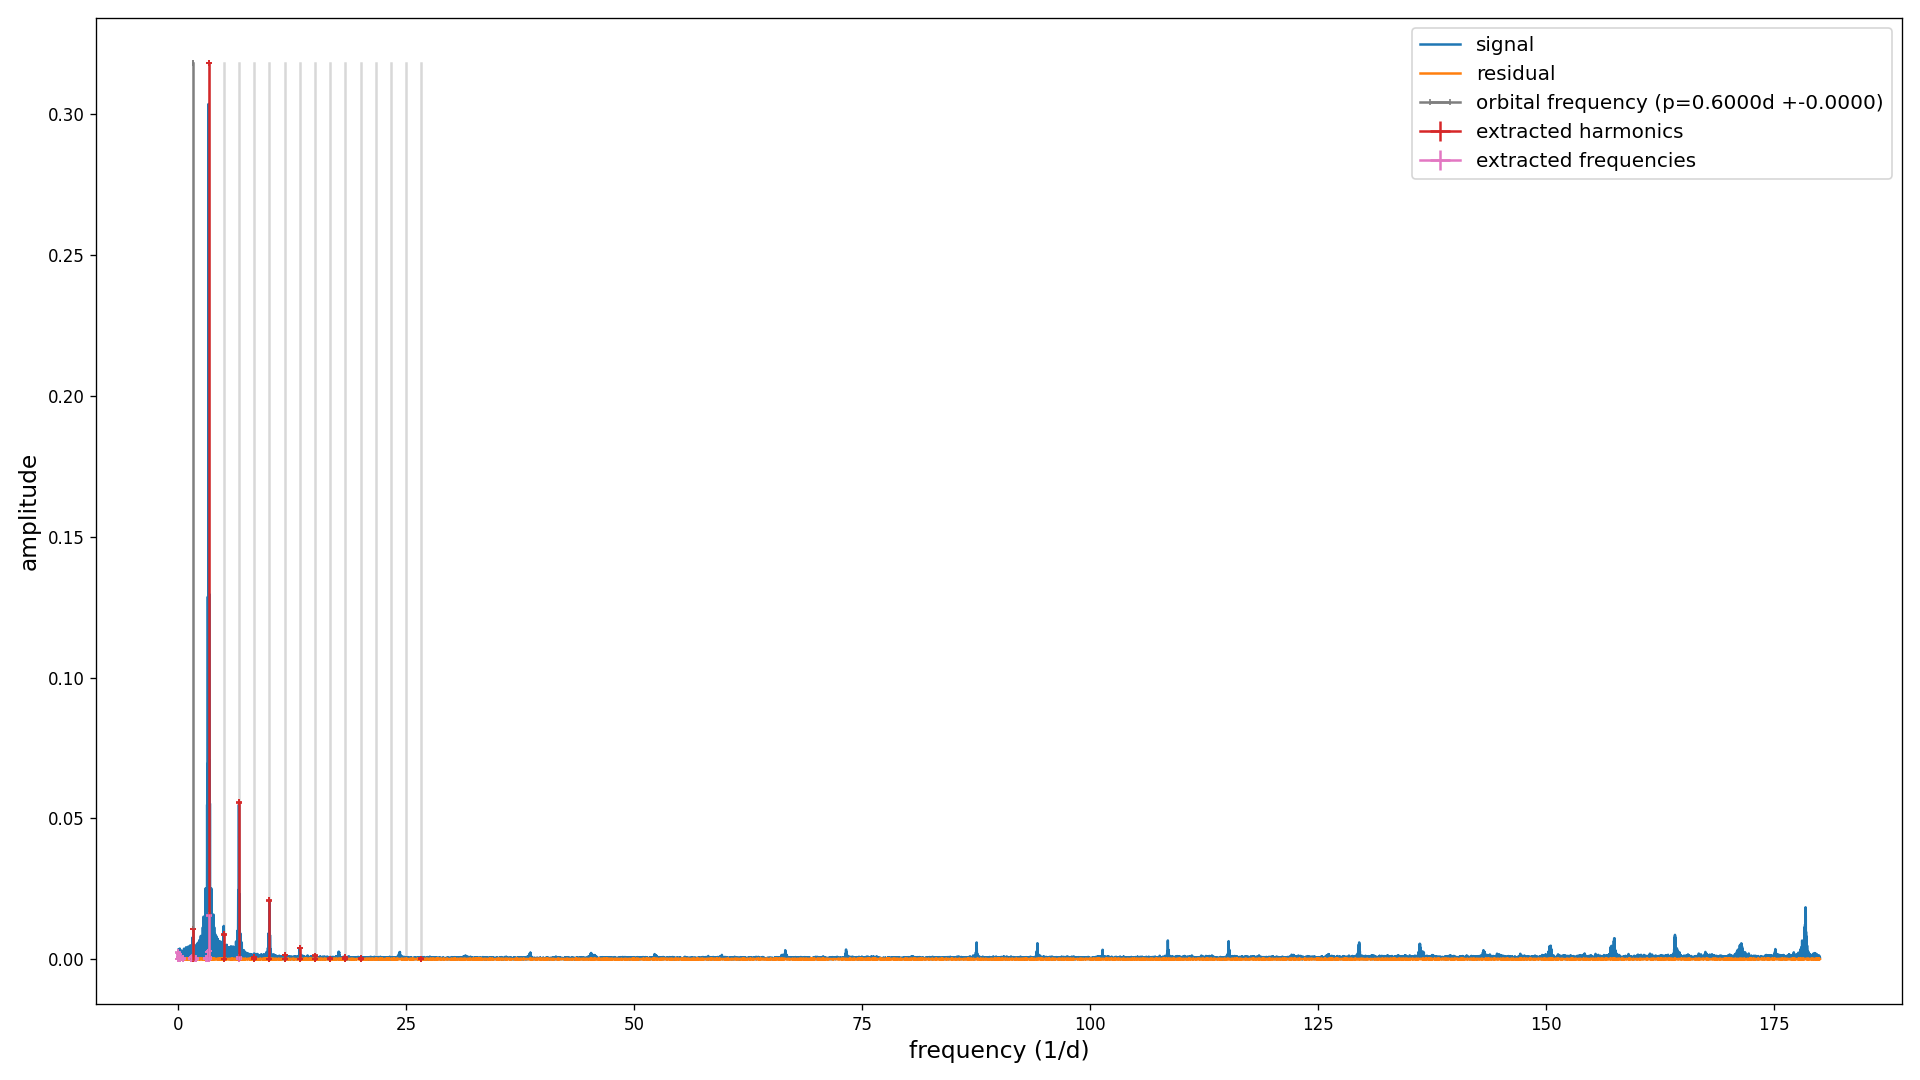 signal
residual
orbital frequency (p=0.6000d +-0.0000)
extracted harmonics
extracted frequencies
0.30
0.25
0.20
0.15
0.10
0.05
0.00
amplitude
0 25 50 75 100 125 150 175
frequency (1/d)